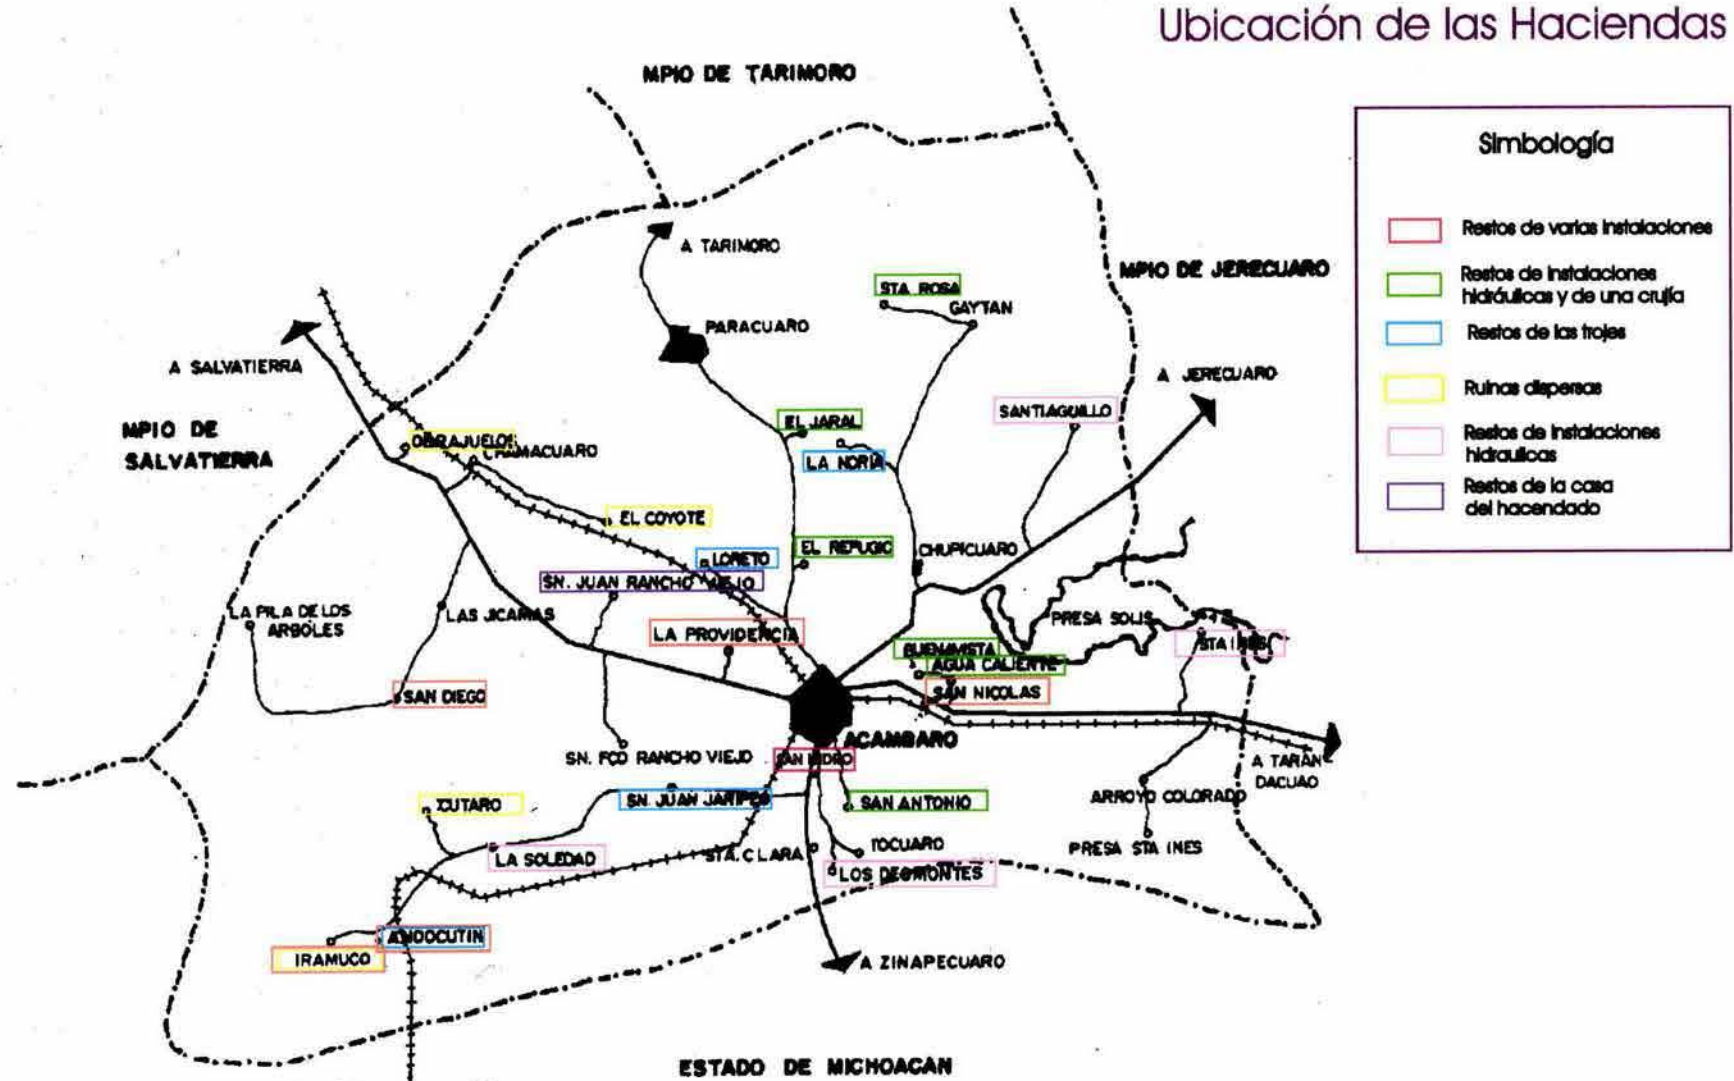 Ubicación de las Haciendas
MPIO DE TARIMORO
Simbología
Restos de varias instalaciones
Restos de instalaciones
hidráulicas y de una crujía
Restos de las trojes
Ruinas dispersas
Restos de instalaciones
hidraulicas
Restos de la casa
del hacendado
A TARIMORO
MPIO DE JERECUARO
STA. ROSA
GAYTAN
PARACUARO
A SALVATIERRA
A JERECUARO
MPIO DE
SALVATIERRA
SANTIAGUILLO
EL JARAL
OBRAJUELOS
CHAMACUARO
LA NORIA
EL COYOTE
EL REFUGIO
CHUPICUARO
LORETO
SN. JUAN RANCHO VIEJO
LA PILA DE LOS
ARBOLES
LAS JICAMAS
PRESA SOLIS
LA PROVIDENCIA
BUENAVISTA
STA INES
AGUA CALIENTE
SAN DIEGO
SAN NICOLAS
ACAMBARO
SN. FCO RANCHO VIEJO
SAN ISIDRO
A TARAN
DACUAO
ARROYO COLORADO
SN. JUAN JARIPEO
SAN ANTONIO
CUTARO
TOCUARO
PRESA STA INES
STA. CLARA
LA SOLEDAD
LOS DESMONTES
ANDOCUTIN
IRAMUCO
A ZINAPECUARO
ESTADO DE MICHOACAN